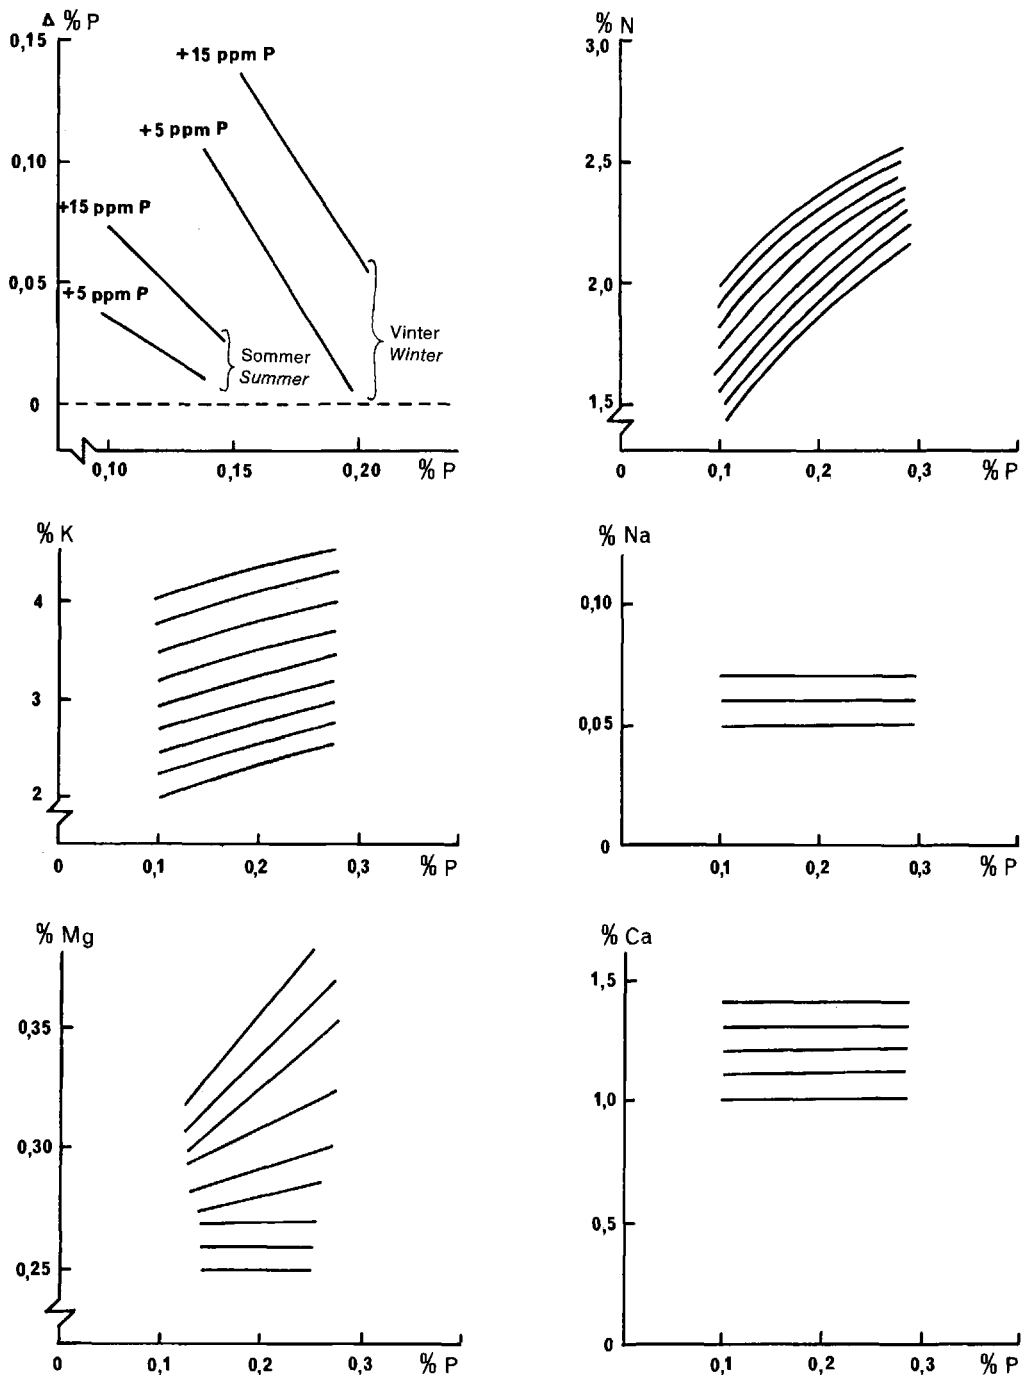 Δ % P
0,15
0,10
0,05
0
+15 ppm P
+5 ppm P
+15 ppm P
+5 ppm P
Sommer
Summer
Vinter
Winter
0,10 0,15 0,20 % P
% N
3,0
2,5
2,0
1,5
0 0,1 0,2 0,3 % P
% K
4
3
2
0 0,1 0,2 0,3 % P
% Na
0,10
0,05
0
0,1 0,2 0,3 % P
% Mg
0,35
0,30
0,25
0 0,1 0,2 0,3 % P
% Ca
1,5
1,0
0,5
0
0,1 0,2 0,3 % P